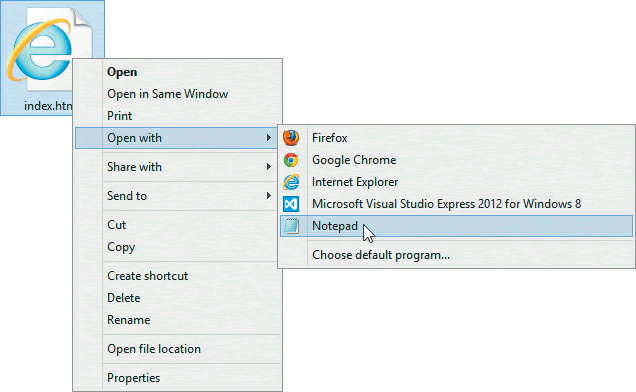 index.htm
Open
Open in Same Window
Print
Open with
Share with
Send to
Cut
Copy
Create shortcut
Delete
Rename
Open file location
Properties
Firefox
Google Chrome
Internet Explorer
Microsoft Visual Studio Express 2012 for Windows 8
Notepad
Choose default program...